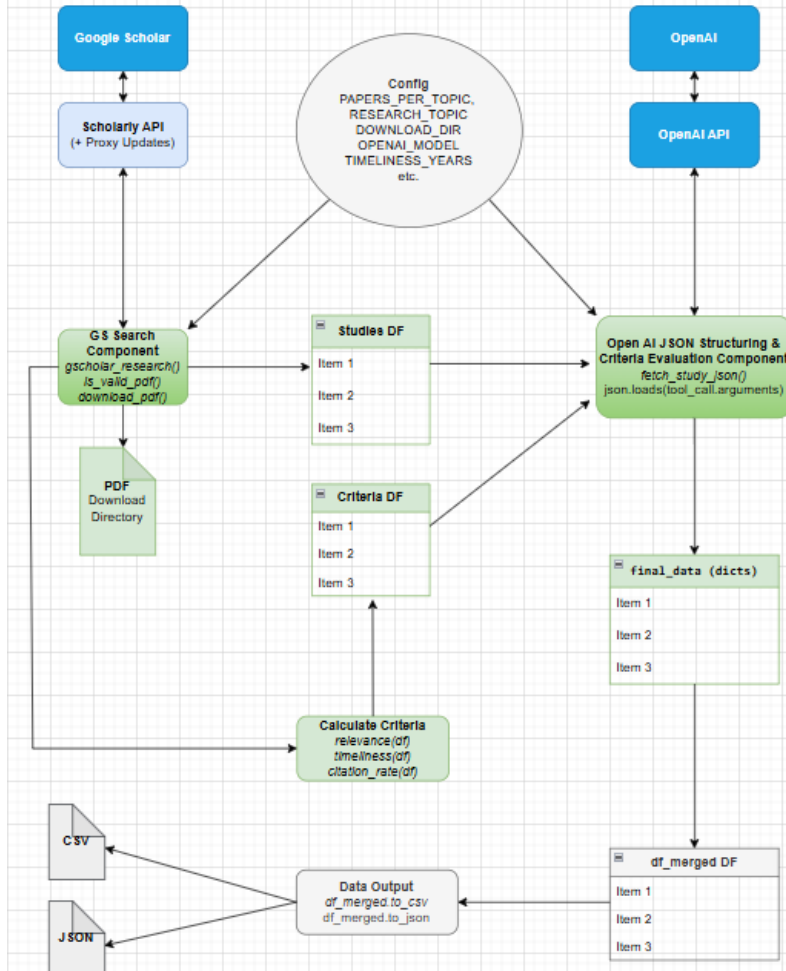 Google Scholar
OpenAI
Config
PAPERS_PER_TOPIC,
RESEARCH_TOPIC
DOWNLOAD_DIR
OPENAI_MODEL
TIMELINESS_YEARS
etc.
Scholarly API
(+ Proxy Updates)
OpenAI API
GS Search
Component
gscholar_research()
is_valid_pdf()
download_pdf()
Studies DF
Item 1
Item 2
Item 3
Open AI JSON Structuring &
Criteria Evaluation Component
fetch_study_json()
json.loads(tool_call.arguments)
PDF
Download
Directory
Criteria DF
Item 1
Item 2
Item 3
final_data (dicts)
Item 1
Item 2
Item 3
Calculate Criteria
relevance(df)
timeliness(df)
citation_rate(df)
CSV
JSON
Data Output
df_merged.to_csv
df_merged.to_json
df_merged DF
Item 1
Item 2
Item 3